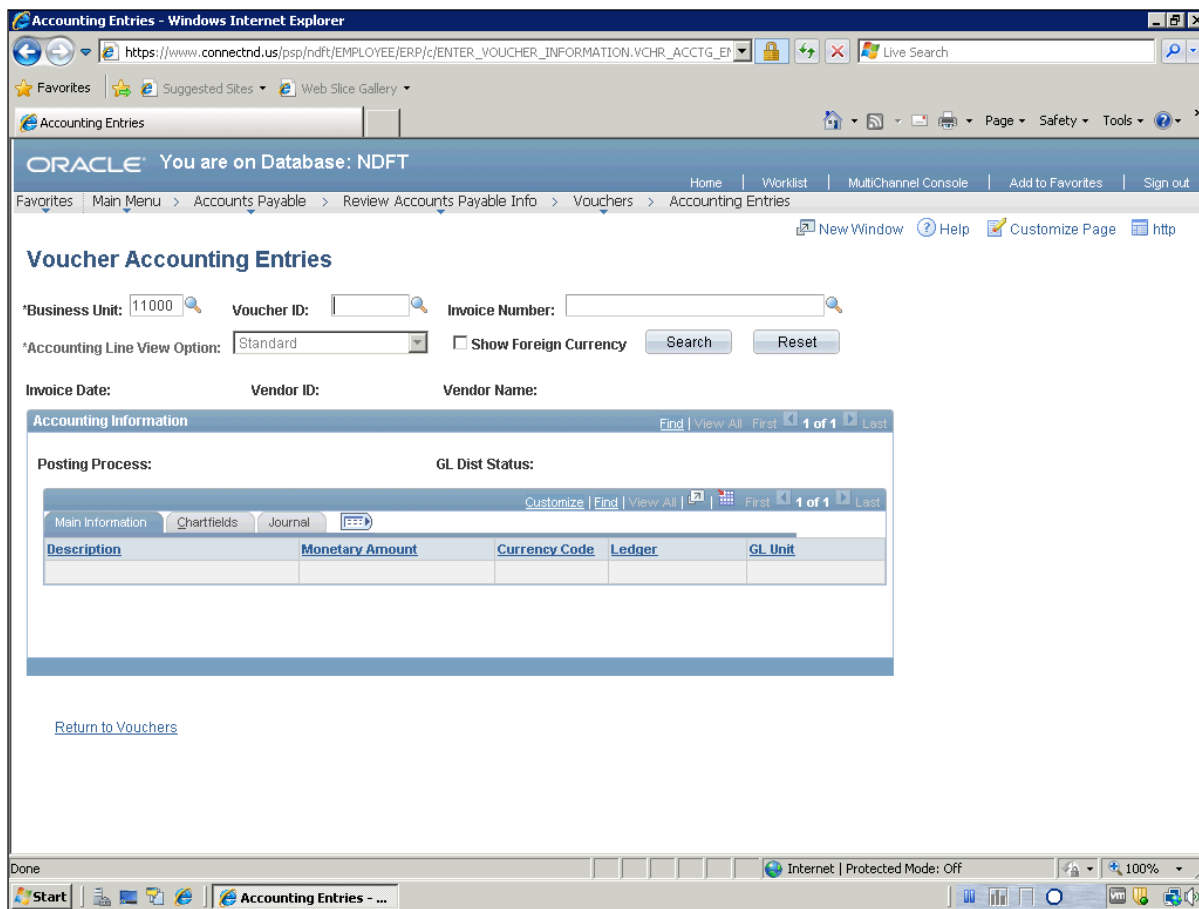 Accounting Entries - Windows Internet Explorer
https://www.connectnd.us/psp/ndft/EMPLOYEE/ERP/c/ENTER_VOUCHER_INFORMATION.VCHR_ACCTG_EN Live Search
Favorites Suggested Sites Web Slice Gallery
Accounting Entries Page Safety Tools
ORACLE You are on Database: NDFT
Home | Worklist | MultiChannel Console | Add to Favorites | Sign out
Favorites Main Menu > Accounts Payable > Review Accounts Payable Info > Vouchers > Accounting Entries
New Window ? Help Customize Page http
Voucher Accounting Entries
*Business Unit: 11000 Voucher ID: Invoice Number:
*Accounting Line View Option: Standard Show Foreign Currency Search Reset
Invoice Date: Vendor ID: Vendor Name:
Accounting Information Find | View All First 1 of 1 Last
Posting Process: GL Dist Status:
Customize | Find | View All | | First 1 of 1 Last
Main Information Chartfields Journal
Description Monetary Amount Currency Code Ledger GL Unit
Return to Vouchers
Done Internet | Protected Mode: Off 100%
Start Accounting Entries - ... vm